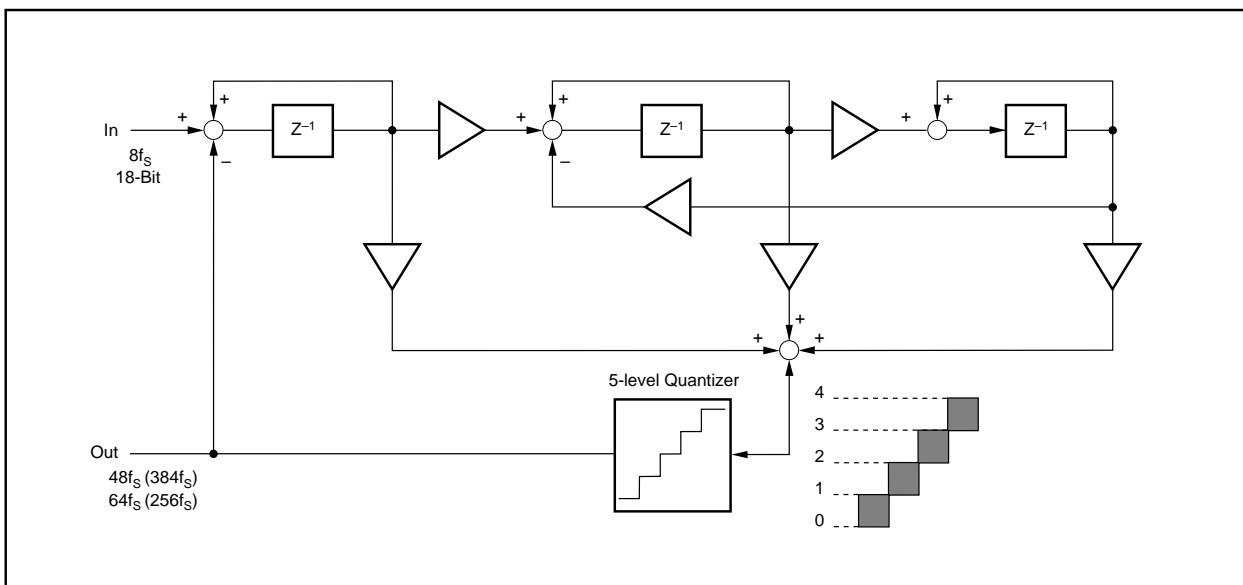 + + +
In + Z⁻¹ + Z⁻¹ + Z⁻¹
8fS
18-Bit
– –
+
+ +
5-level Quantizer
4
3
2
1
0
Out
48fS (384fS)
64fS (256fS)